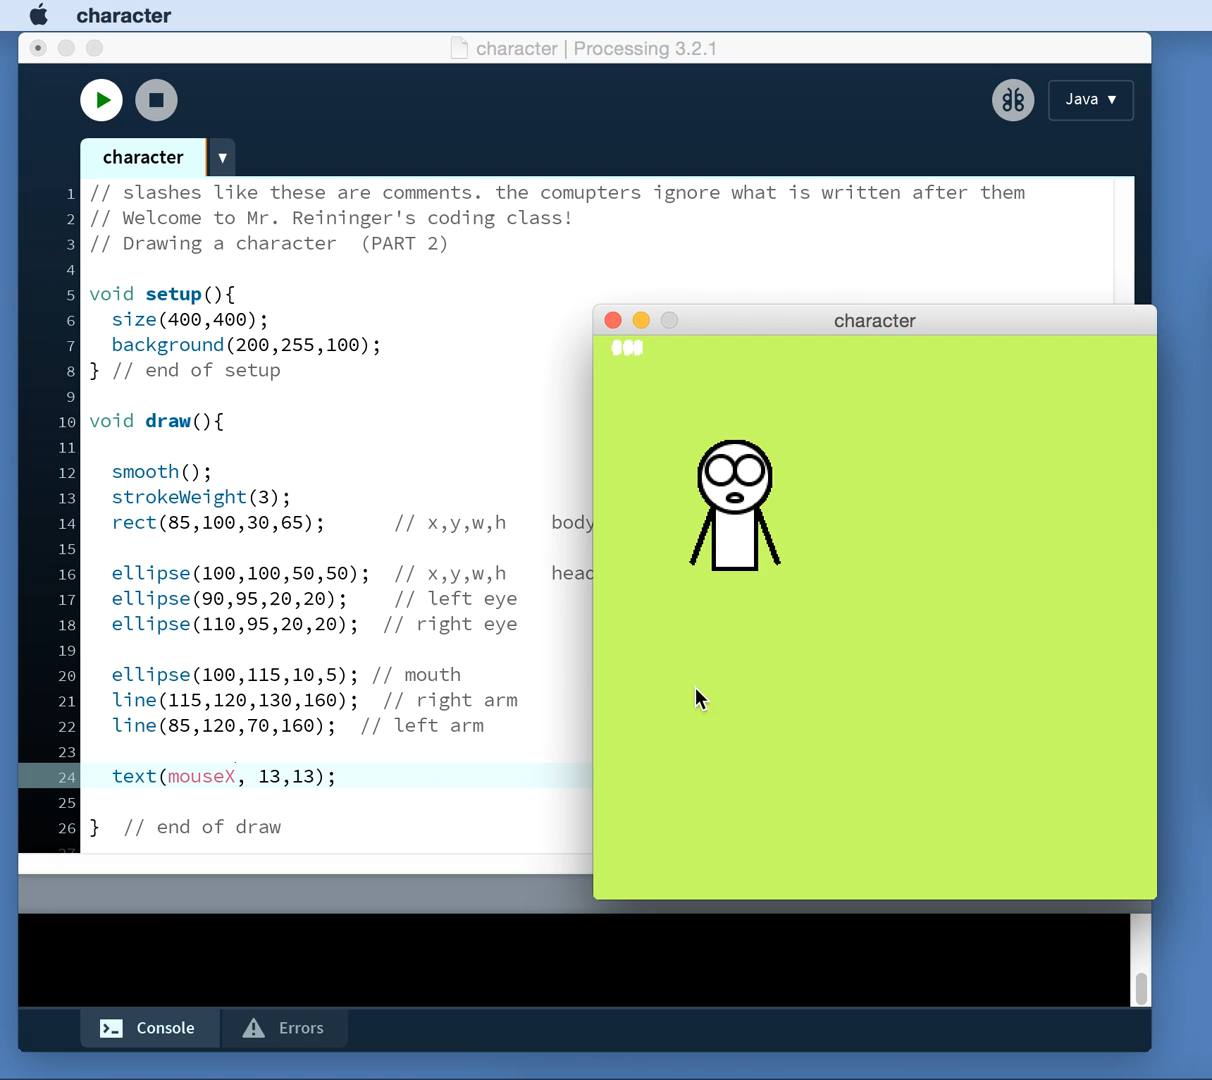 character
character | Processing 3.2.1
Java ▼
character ▼
1 // slashes like these are comments. the comupters ignore what is written after them
2 // Welcome to Mr. Reininger's coding class!
3 // Drawing a character  (PART 2)
4
5 void setup(){
6   size(400,400);
7   background(200,255,100);
8 } // end of setup
9
10 void draw(){
11
12   smooth();
13   strokeWeight(3);
14   rect(85,100,30,65);      // x,y,w,h    body
15
16   ellipse(100,100,50,50);  // x,y,w,h    head
17   ellipse(90,95,20,20);    // left eye
18   ellipse(110,95,20,20);  // right eye
19
20   ellipse(100,115,10,5); // mouth
21   line(115,120,130,160);  // right arm
22   line(85,120,70,160);  // left arm
23
24   text(mouseX, 13,13);
25
26 }  // end of draw
27
character
Console
Errors